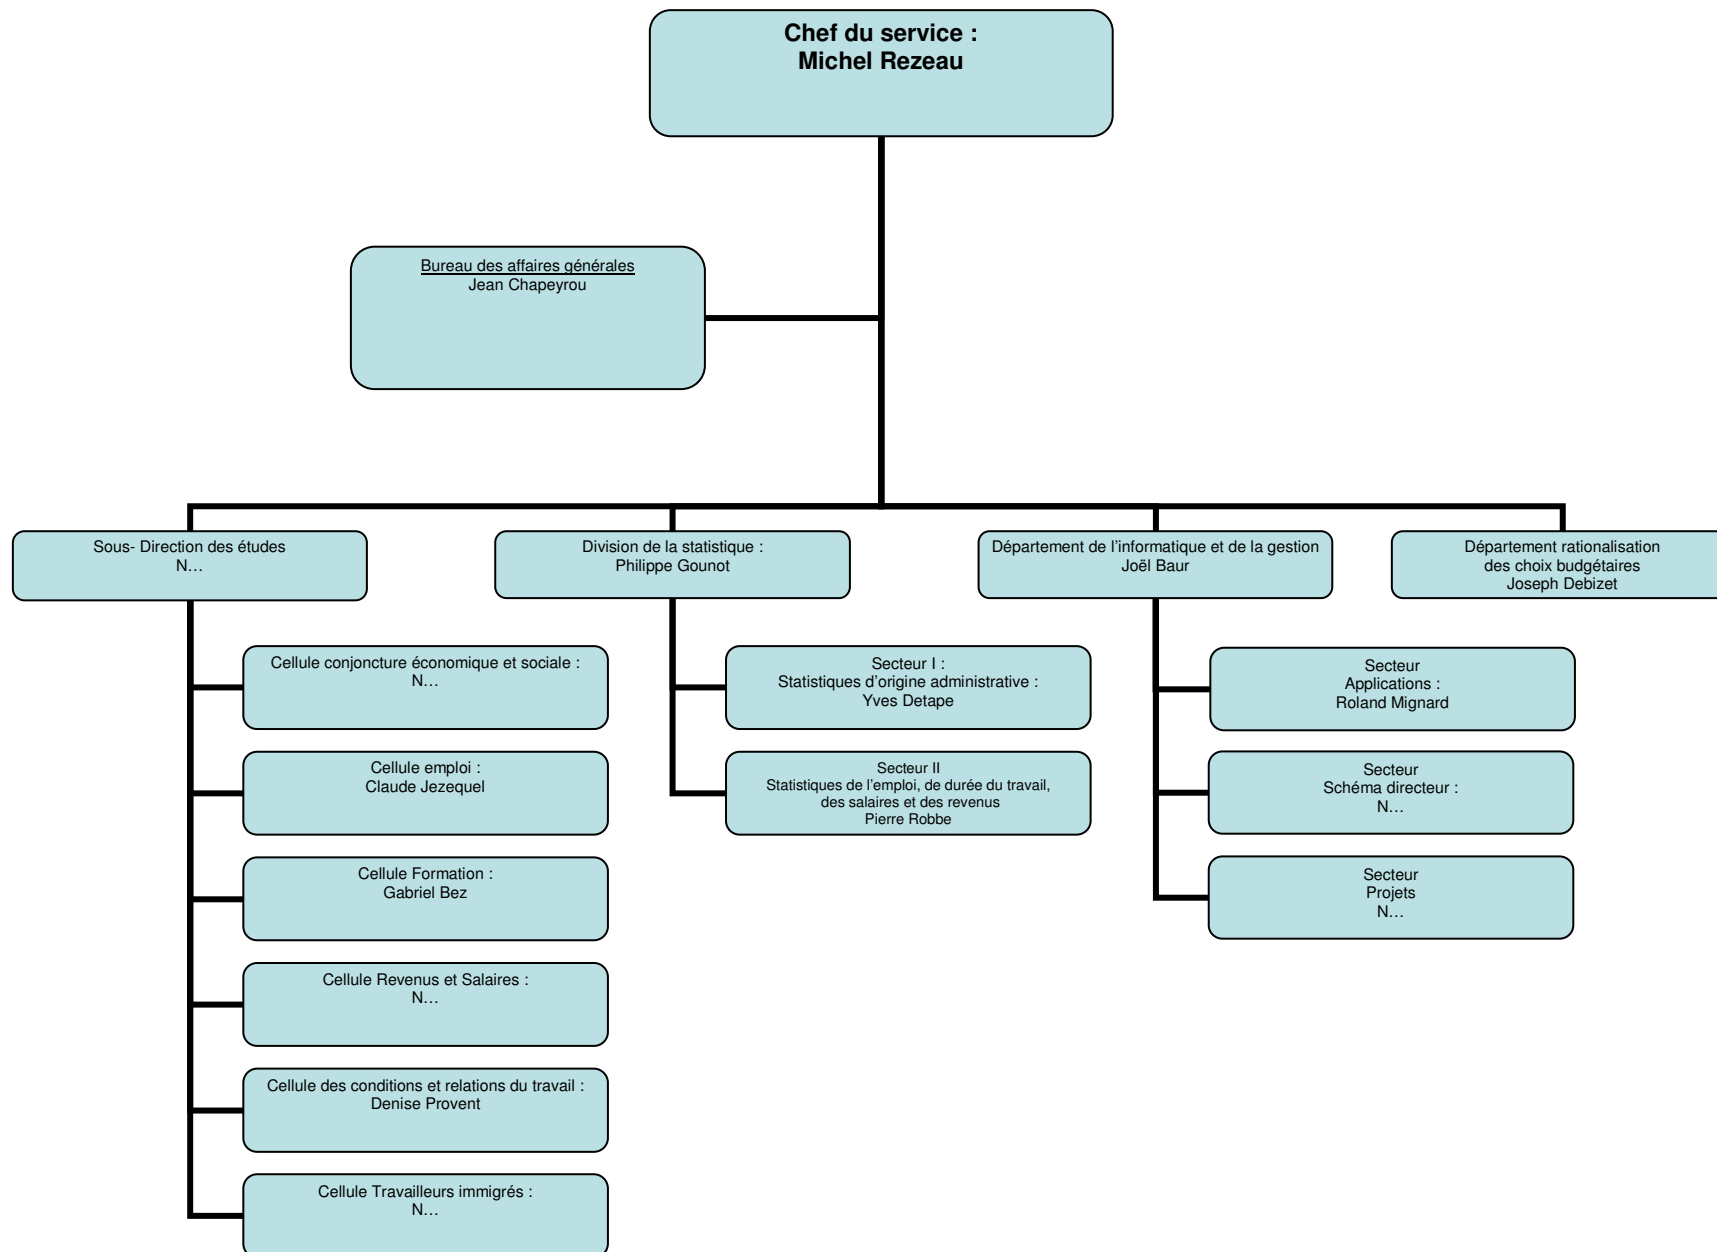 Chef du service :
Michel Rezeau
Bureau des affaires générales
Jean Chapeyrou
Sous- Direction des études
N…
Division de la statistique :
Philippe Gounot
Département de l'informatique et de la gestion
Joël Baur
Département rationalisation
des choix budgétaires
Joseph Debizet
Cellule conjoncture économique et sociale :
N…
Cellule emploi :
Claude Jezequel
Cellule Formation :
Gabriel Bez
Cellule Revenus et Salaires :
N…
Cellule des conditions et relations du travail :
Denise Provent
Cellule Travailleurs immigrés :
N…
Secteur I :
Statistiques d'origine administrative :
Yves Detape
Secteur II
Statistiques de l'emploi, de durée du travail,
des salaires et des revenus
Pierre Robbe
Secteur
Applications :
Roland Mignard
Secteur
Schéma directeur :
N…
Secteur
Projets
N…